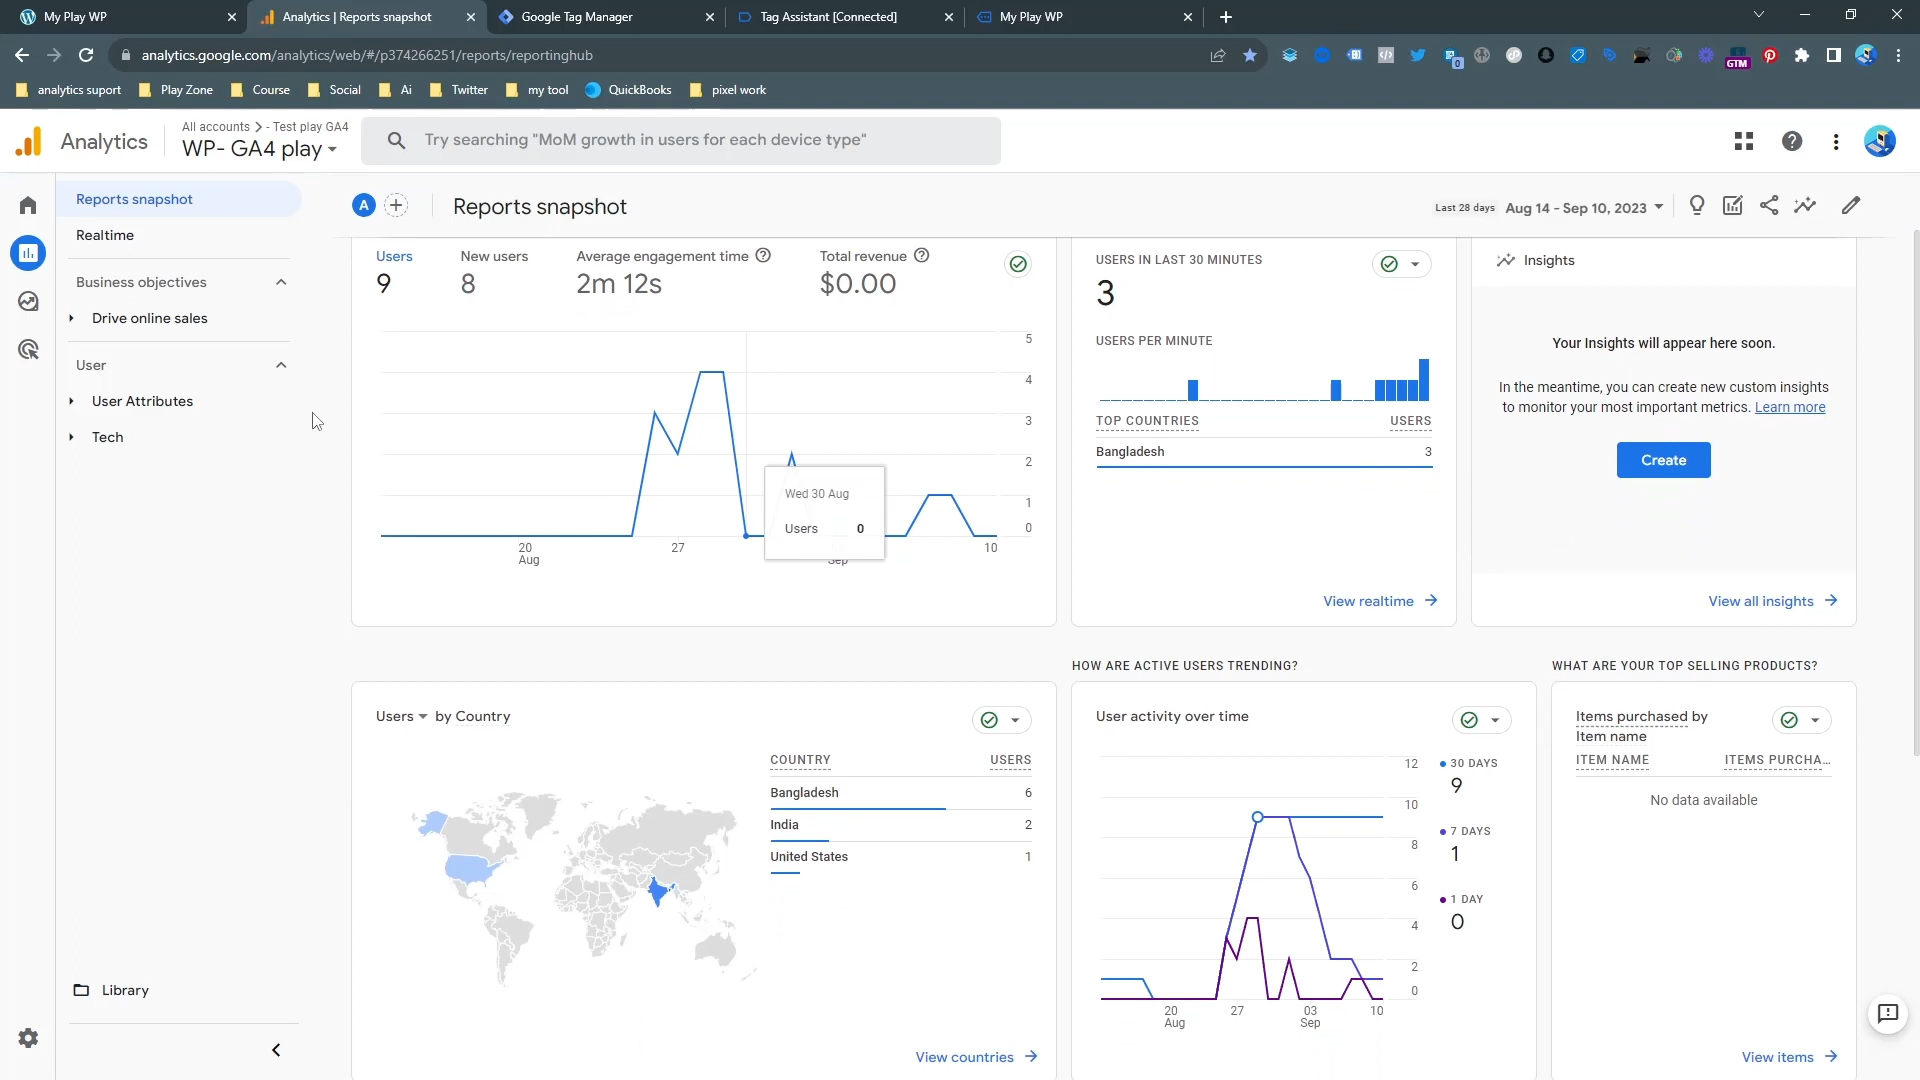 My Play WP
Analytics | Reports snapshot
Google Tag Manager
Tag Assistant [Connected]
My Play WP
analytics.google.com/analytics/web/#/p374266251/reports/reportinghub
0
GTM
analytics suport
Play Zone
Course
Social
Ai
Twitter
my tool
QuickBooks
pixel work
Analytics
All accounts > - Test play GA4
WP- GA4 play
Try searching "MoM growth in users for each device type"
Reports snapshot
Realtime
Business objectives
Drive online sales
User
User Attributes
Tech
Library
A
Reports snapshot
Last 28 days Aug 14 - Sep 10, 2023
Users
9
New users
8
Average engagement time
2m 12s
Total revenue
$0.00
5
4
3
2
1
0
20
Aug
27
Sep
10
Wed 30 Aug
Users 0
USERS IN LAST 30 MINUTES
3
USERS PER MINUTE
TOP COUNTRIES USERS
Bangladesh 3
View realtime
Insights
Your Insights will appear here soon.
In the meantime, you can create new custom insights
to monitor your most important metrics. Learn more
Create
View all insights
Users by Country
COUNTRY USERS
Bangladesh 6
India 2
United States 1
View countries
HOW ARE ACTIVE USERS TRENDING?
User activity over time
12
10
8
6
4
2
0
20
Aug
27
03
Sep
10
30 DAYS
9
7 DAYS
1
1 DAY
0
WHAT ARE YOUR TOP SELLING PRODUCTS?
Items purchased by
Item name
ITEM NAME ITEMS PURCHA...
No data available
View items